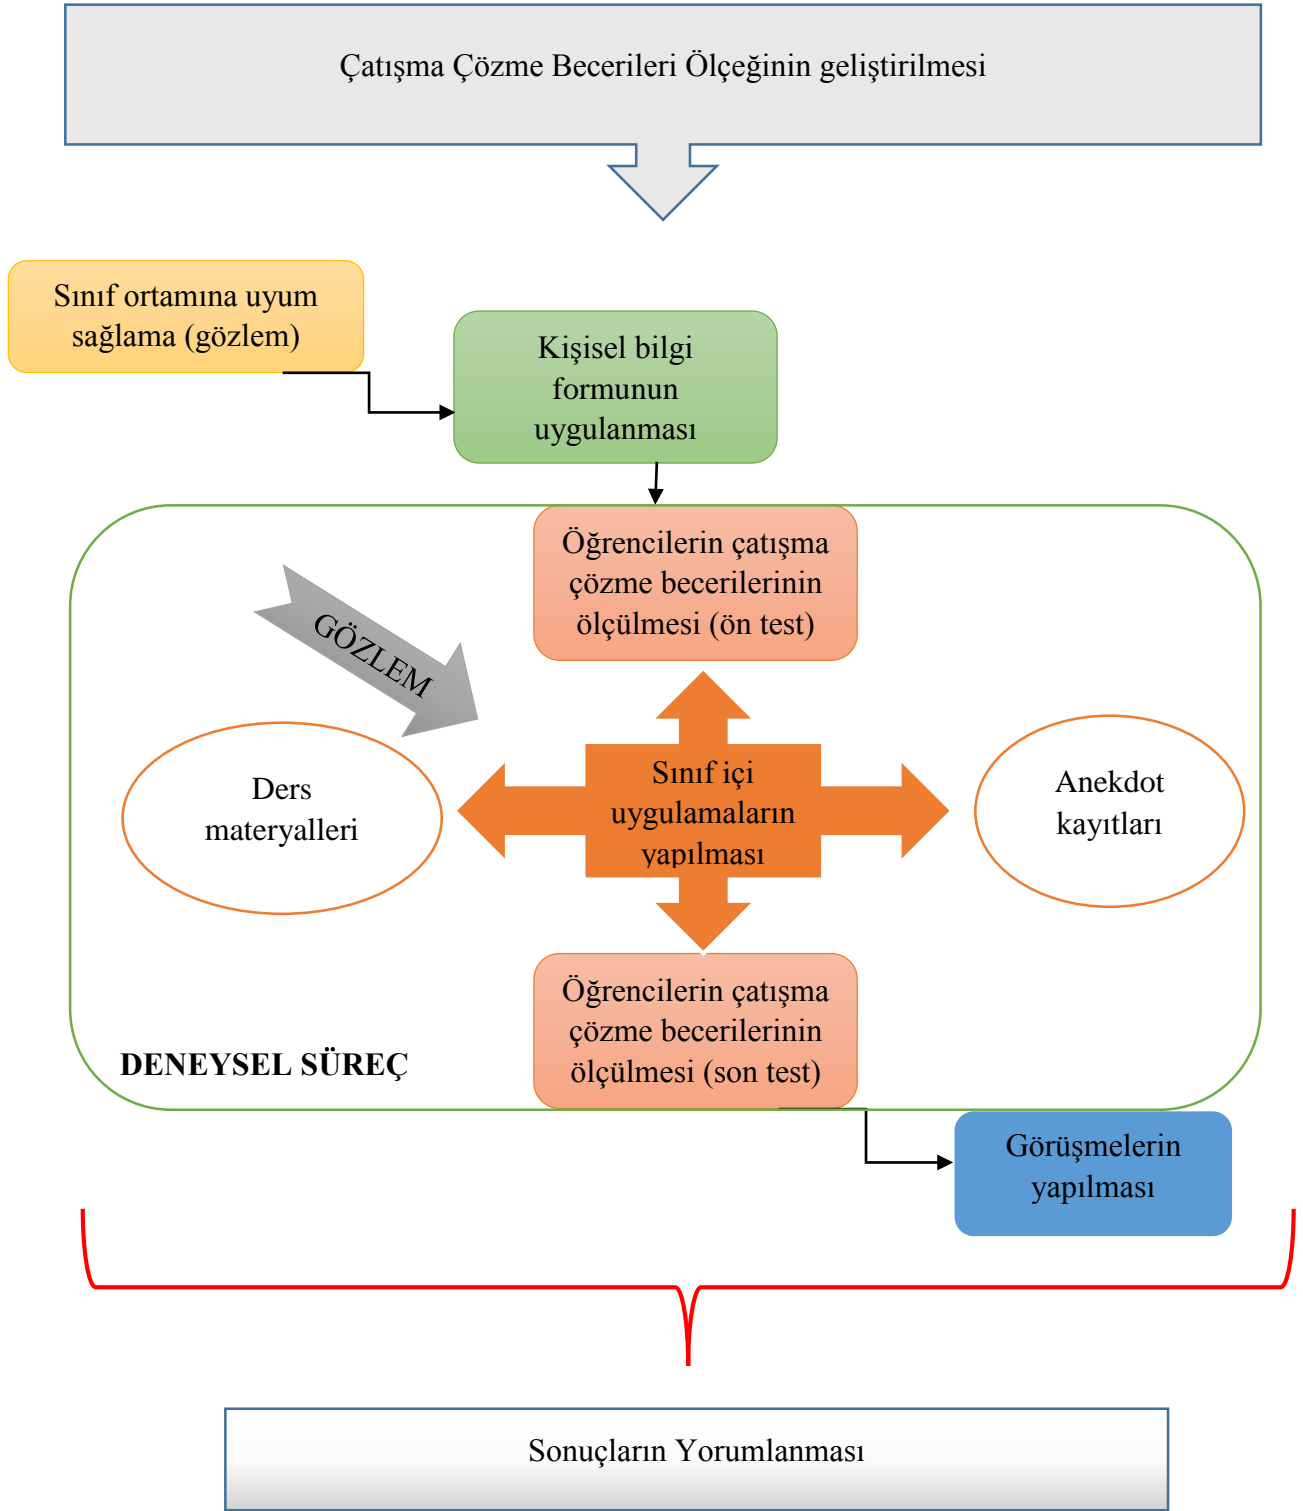 Çatışma Çözme Becerileri Ölçeğinin geliştirilmesi
Sınıf ortamına uyum
sağlama (gözlem)
Kişisel bilgi
formunun
uygulanması
Öğrencilerin çatışma
çözme becerilerinin
ölçülmesi (ön test)
GÖZLEM
Ders
materyalleri
Sınıf içi
uygulamaların
yapılması
Anekdot
kayıtları
Öğrencilerin çatışma
çözme becerilerinin
ölçülmesi (son test)
DENEYSEL SÜREÇ
Görüşmelerin
yapılması
Sonuçların Yorumlanması